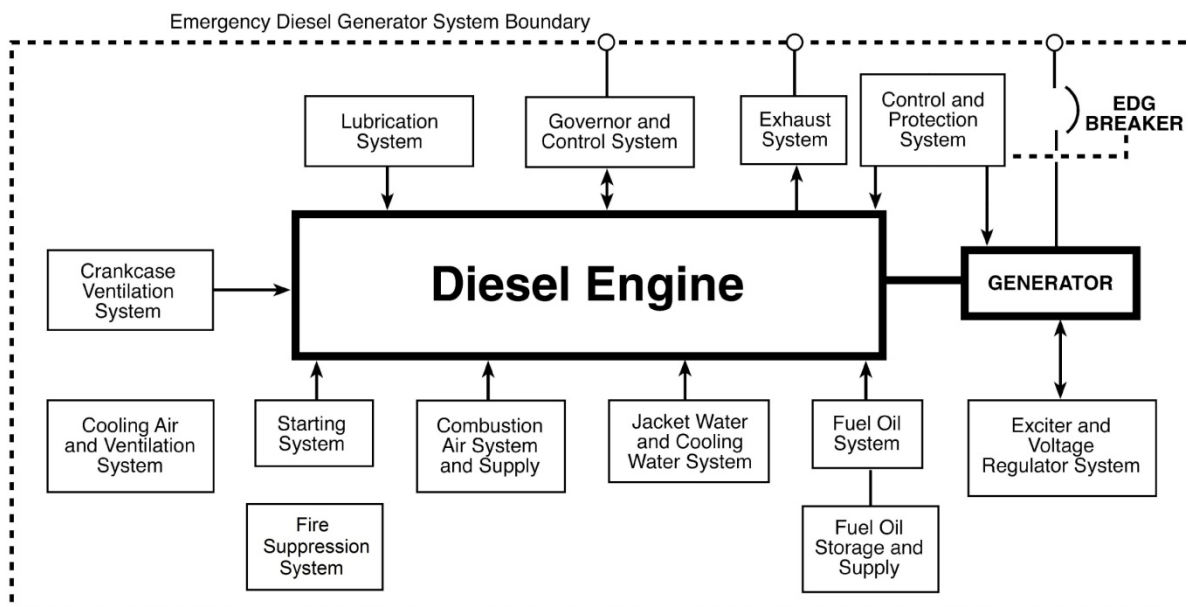 Emergency Diesel Generator System Boundary
Lubrication
System
Governor and
Control System
Exhaust
System
Control and
Protection
System
EDG
BREAKER
Crankcase
Ventilation
System
Diesel Engine
GENERATOR
Cooling Air
and Ventilation
System
Starting
System
Combustion
Air System
and Supply
Jacket Water
and Cooling
Water System
Fuel Oil
System
Exciter and
Voltage
Regulator System
Fire
Suppression
System
Fuel Oil
Storage and
Supply